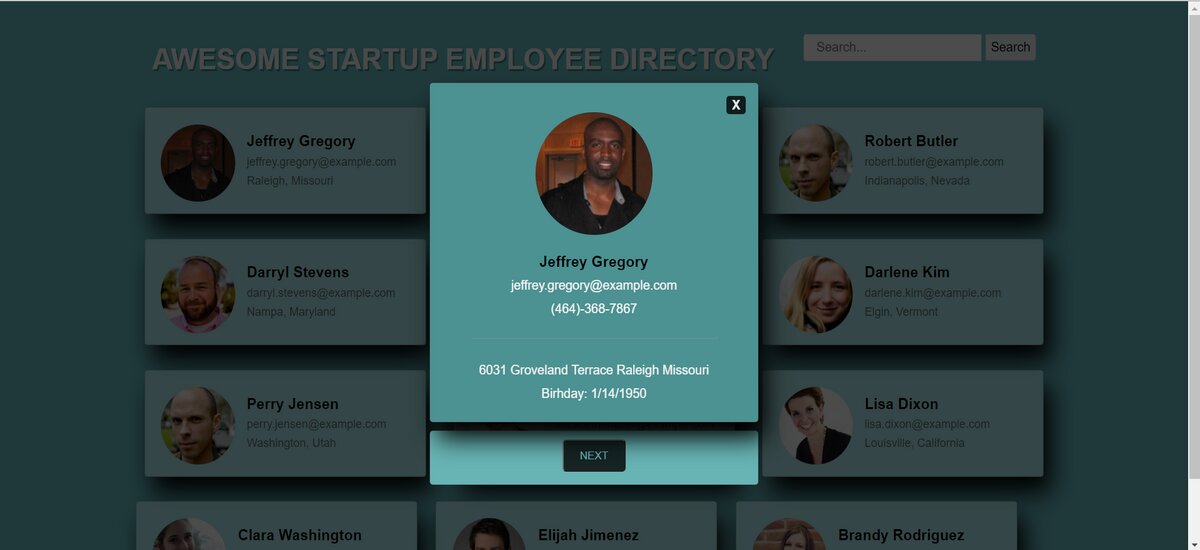 AWESOME STARTUP EMPLOYEE DIRECTORY
Search...
Search
X
Jeffrey Gregory
jeffrey.gregory@example.com
Raleigh, Missouri
Jeffrey Gregory
jeffrey.gregory@example.com
(464)-368-7867
6031 Groveland Terrace Raleigh Missouri
Birhday: 1/14/1950
NEXT
Robert Butler
robert.butler@example.com
Indianapolis, Nevada
Darryl Stevens
darryl.stevens@example.com
Nampa, Maryland
Darlene Kim
darlene.kim@example.com
Elgin, Vermont
Perry Jensen
perry.jensen@example.com
Washington, Utah
Lisa Dixon
lisa.dixon@example.com
Louisville, California
Clara Washington
Elijah Jimenez
Brandy Rodriguez